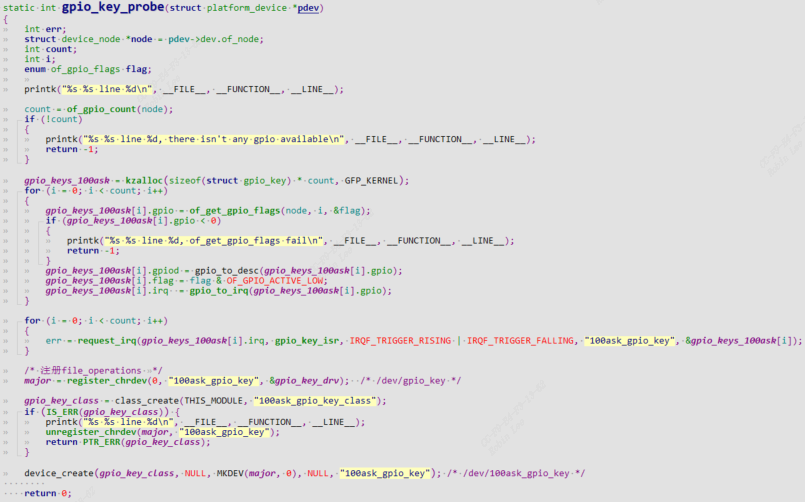 static int gpio_key_probe(struct platform_device *pdev)
{
int err;
struct device_node *node = pdev->dev.of_node;
int count;
int i;
enum of_gpio_flags flag;
printk("%s %s line %d\n", __FILE__, __FUNCTION__, __LINE__);
count = of_gpio_count(node);
if (!count)
{
printk("%s %s line %d, there isn't any gpio available\n", __FILE__, __FUNCTION__, __LINE__);
return -1;
}
gpio_keys_100ask = kzalloc(sizeof(struct gpio_key) * count, GFP_KERNEL);
for (i = 0; i < count; i++)
{
gpio_keys_100ask[i].gpio = of_get_gpio_flags(node, i, &flag);
if (gpio_keys_100ask[i].gpio < 0)
{
printk("%s %s line %d, of_get_gpio_flags fail\n", __FILE__, __FUNCTION__, __LINE__);
return -1;
}
gpio_keys_100ask[i].gpiod = gpio_to_desc(gpio_keys_100ask[i].gpio);
gpio_keys_100ask[i].flag = flag & OF_GPIO_ACTIVE_LOW;
gpio_keys_100ask[i].irq = gpio_to_irq(gpio_keys_100ask[i].gpio);
}
for (i = 0; i < count; i++)
{
err = request_irq(gpio_keys_100ask[i].irq, gpio_key_isr, IRQF_TRIGGER_RISING | IRQF_TRIGGER_FALLING, "100ask_gpio_key", &gpio_keys_100ask[i]);
}
/* 注册file_operations */
major = register_chrdev(0, "100ask_gpio_key", &gpio_key_drv); /* /dev/gpio_key */
gpio_key_class = class_create(THIS_MODULE, "100ask_gpio_key_class");
if (IS_ERR(gpio_key_class)) {
printk("%s %s line %d\n", __FILE__, __FUNCTION__, __LINE__);
unregister_chrdev(major, "100ask_gpio_key");
return PTR_ERR(gpio_key_class);
}
device_create(gpio_key_class, NULL, MKDEV(major, 0), NULL, "100ask_gpio_key"); /* /dev/100ask_gpio_key */
return 0;